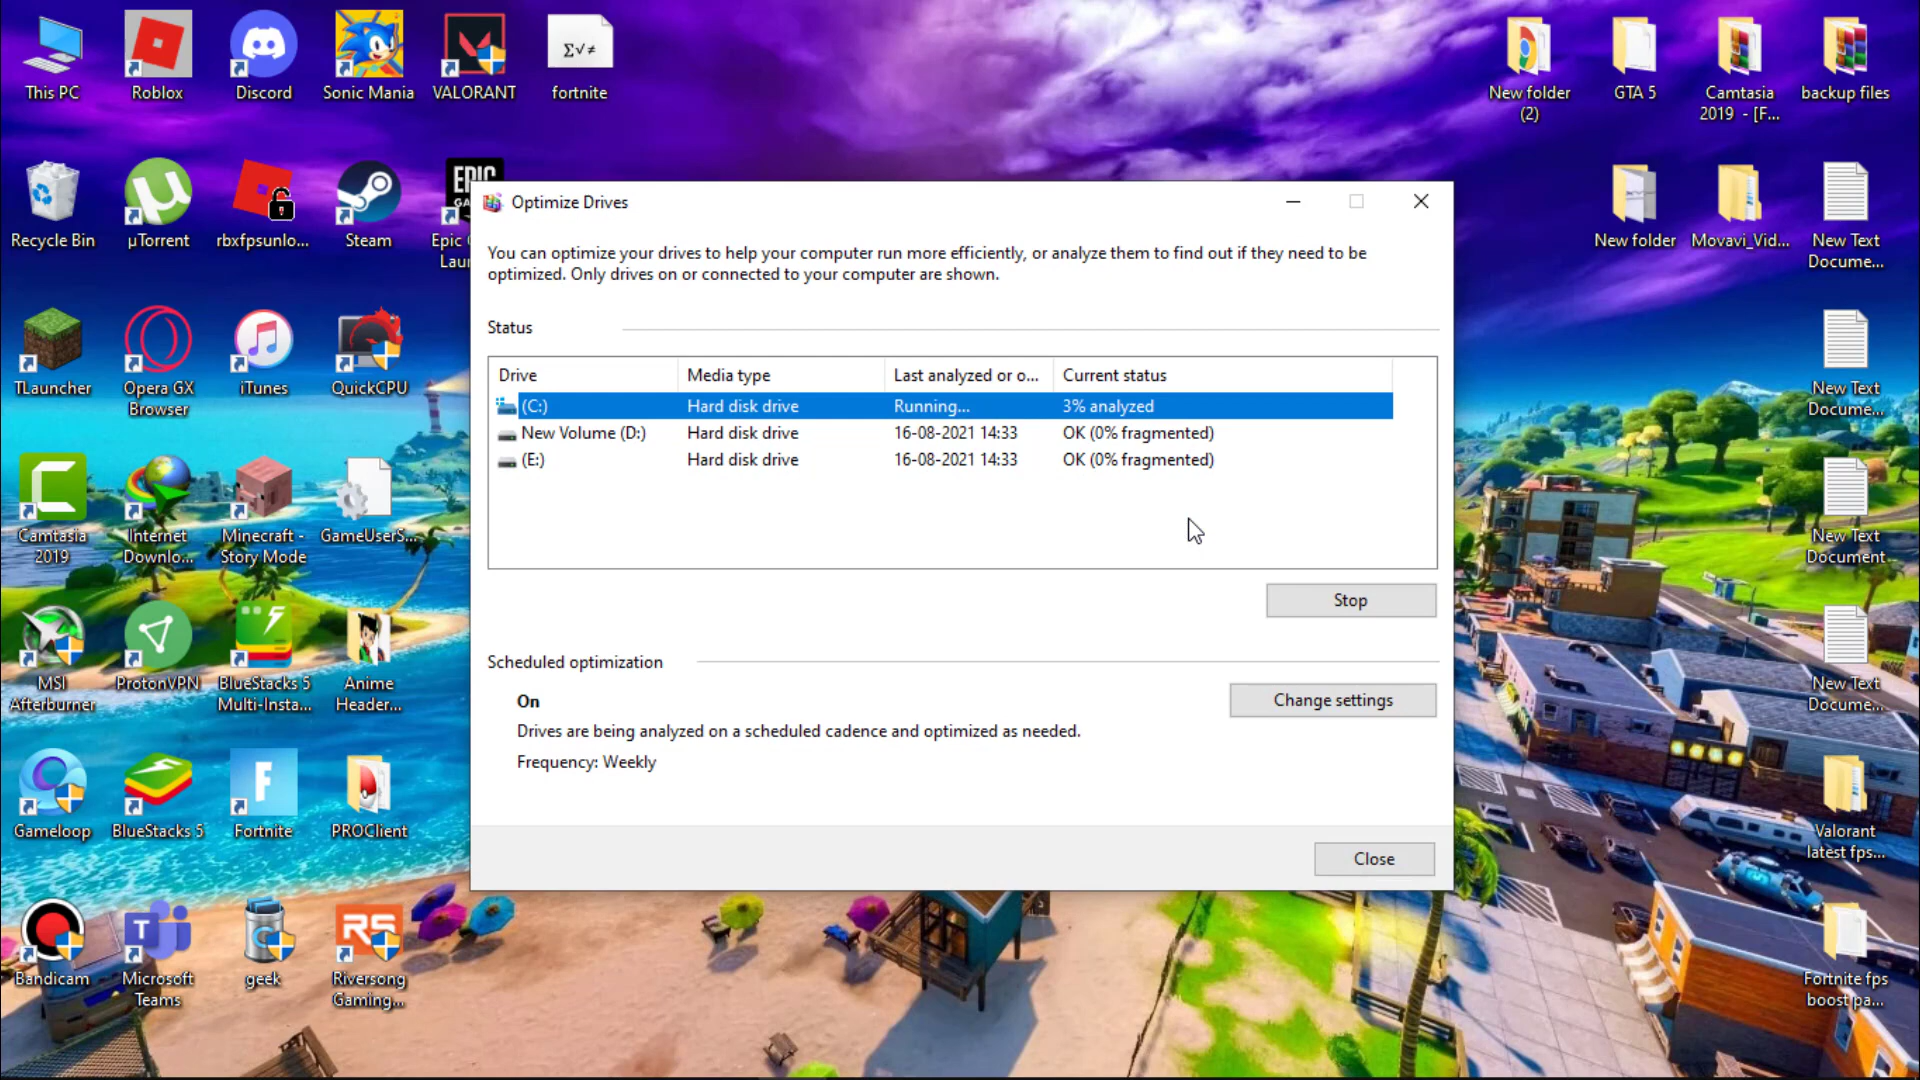 This PC
Roblox
Discord
Sonic Mania
VALORANT
Σ√≠
fortnite
New folder
(2)
GTA 5
Camtasia
2019 - [F...
backup files
Recycle Bin
µTorrent
rbxfpsunlo...
Steam
EPIC
GA
Epic
Laun
New folder
Movavi_Vid...
New Text
Docume...
Optimize Drives
You can optimize your drives to help your computer run more efficiently, or analyze them to find out if they need to be
optimized. Only drives on or connected to your computer are shown.
Status
Drive
Media type
Last analyzed or o...
Current status
(C:)
Hard disk drive
Running...
3% analyzed
New Volume (D:)
Hard disk drive
16-08-2021 14:33
OK (0% fragmented)
(E:)
Hard disk drive
16-08-2021 14:33
OK (0% fragmented)
Stop
Scheduled optimization
On
Change settings
Drives are being analyzed on a scheduled cadence and optimized as needed.
Frequency: Weekly
Close
TLauncher
Opera GX
Browser
iTunes
QuickCPU
New Text
Docume...
Camtasia
2019
Internet
Downlo...
Minecraft -
Story Mode
GameUserS...
New Text
Document
MSI
Afterburner
ProtonVPN
BlueStacks 5
Multi-Insta...
Anime
Header...
New Text
Docume...
Gameloop
BlueStacks 5
Fortnite
PROClient
Valorant
latest fps...
Bandicam
Microsoft
Teams
geek
RS
Riversong
Gaming...
Fortnite fps
boost pa...